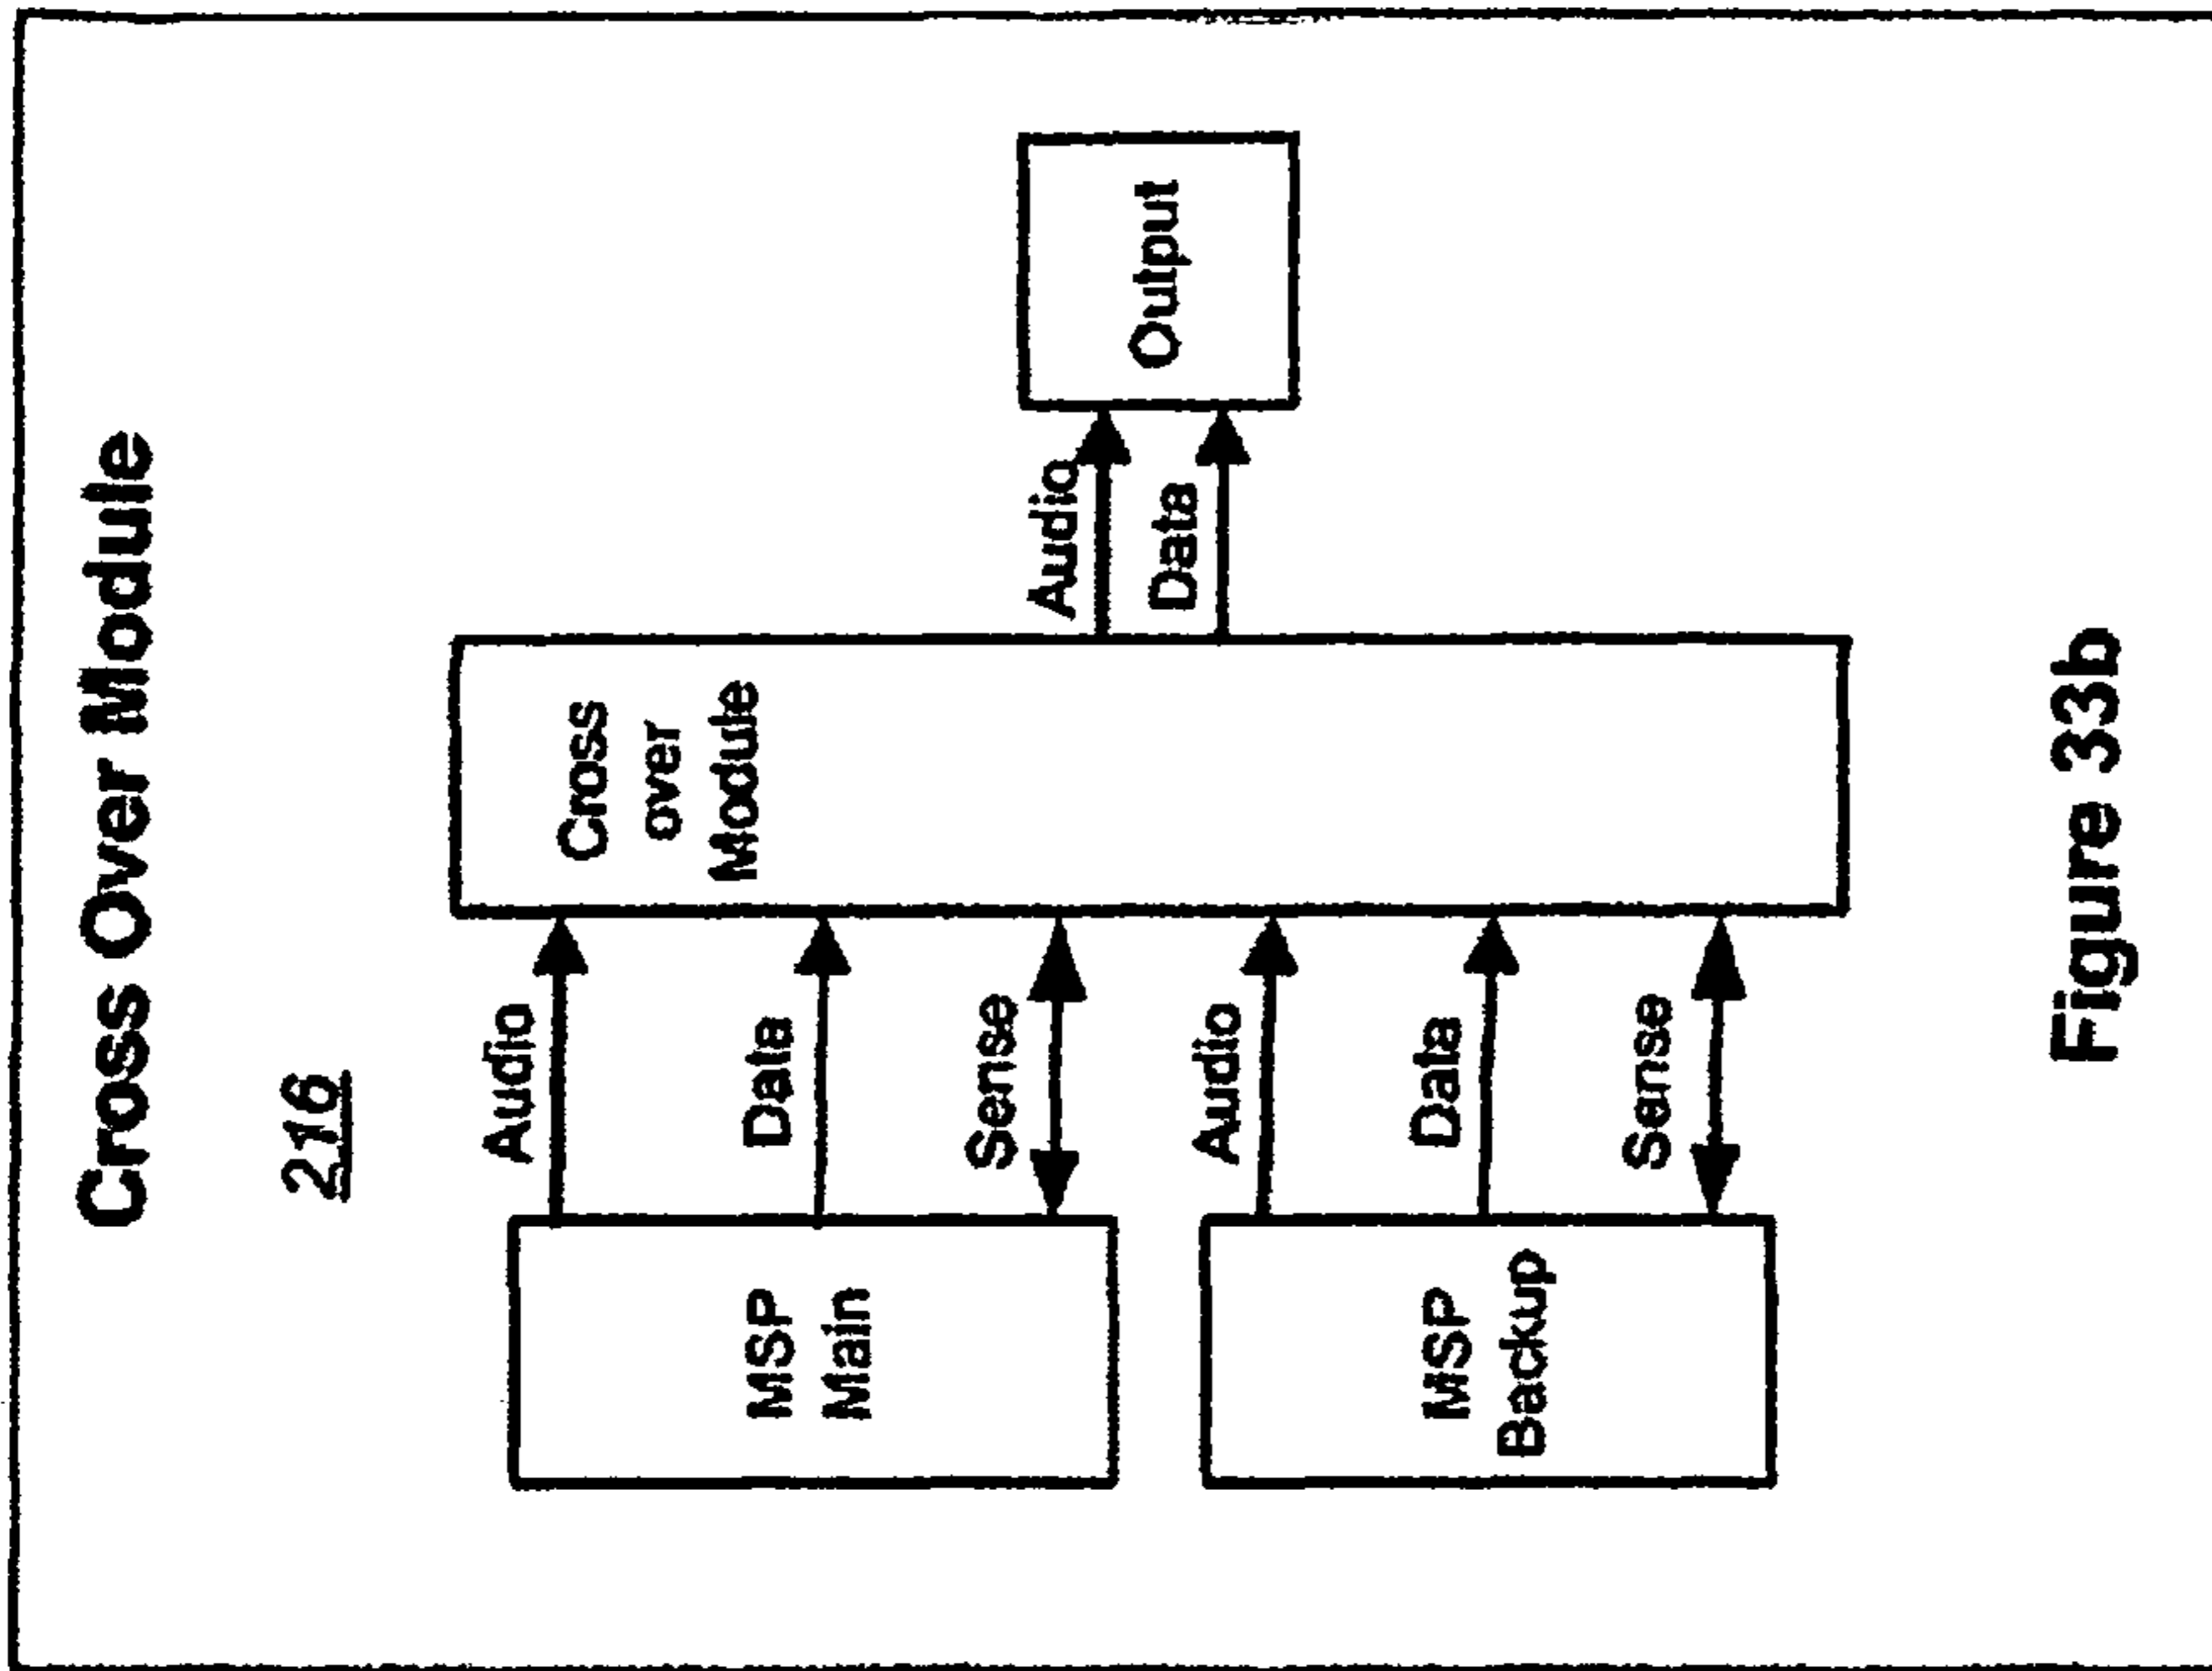 Cross Over Module
216
MSP
Main
Audio
Data
Sense
MSP
Backup
Audio
Data
Sense
Cross
over
Module
Audio
Data
Output
Figure 33b